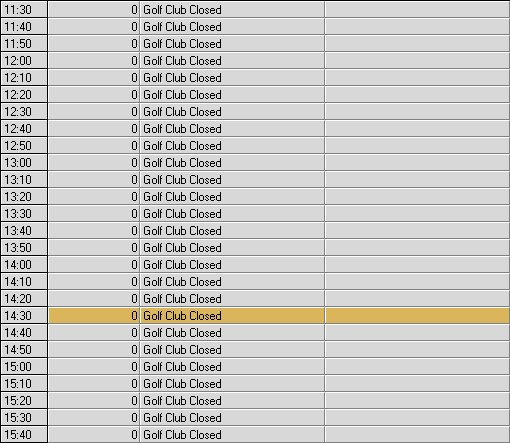 11:30 0 Golf Club Closed
11:40 0 Golf Club Closed
11:50 0 Golf Club Closed
12:00 0 Golf Club Closed
12:10 0 Golf Club Closed
12:20 0 Golf Club Closed
12:30 0 Golf Club Closed
12:40 0 Golf Club Closed
12:50 0 Golf Club Closed
13:00 0 Golf Club Closed
13:10 0 Golf Club Closed
13:20 0 Golf Club Closed
13:30 0 Golf Club Closed
13:40 0 Golf Club Closed
13:50 0 Golf Club Closed
14:00 0 Golf Club Closed
14:10 0 Golf Club Closed
14:20 0 Golf Club Closed
14:30 0 Golf Club Closed
14:40 0 Golf Club Closed
14:50 0 Golf Club Closed
15:00 0 Golf Club Closed
15:10 0 Golf Club Closed
15:20 0 Golf Club Closed
15:30 0 Golf Club Closed
15:40 0 Golf Club Closed